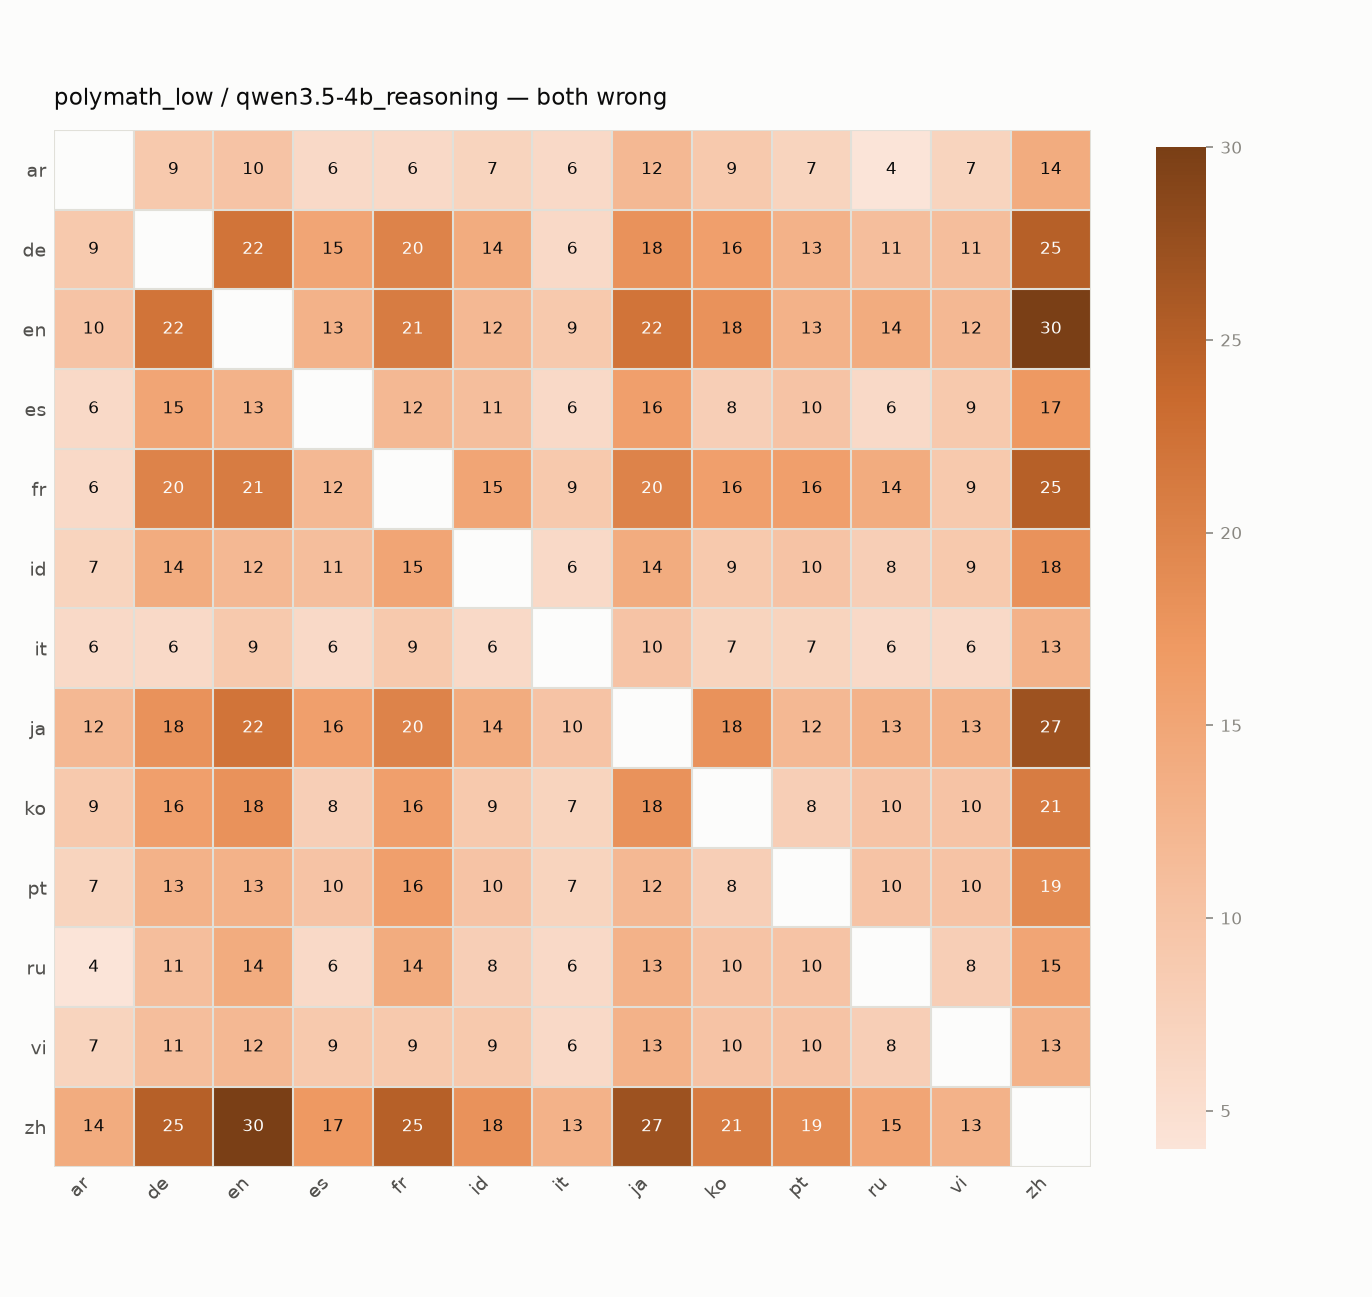 polymath_low / qwen3.5-4b_reasoning — both wrong
ar 9 10 6 6 7 6 12 9 7 4 7 14
de 9 22 15 20 14 6 18 16 13 11 11 25
en 10 22 13 21 12 9 22 18 13 14 12 30
es 6 15 13 12 11 6 16 8 10 6 9 17
fr 6 20 21 12 15 9 20 16 16 14 9 25
id 7 14 12 11 15 6 14 9 10 8 9 18
it 6 6 9 6 9 6 10 7 7 6 6 13
ja 12 18 22 16 20 14 10 18 12 13 13 27
ko 9 16 18 8 16 9 7 18 8 10 10 21
pt 7 13 13 10 16 10 7 12 8 10 10 19
ru 4 11 14 6 14 8 6 13 10 10 8 15
vi 7 11 12 9 9 9 6 13 10 10 8 13
zh 14 25 30 17 25 18 13 27 21 19 15 13
ar de en es fr id it ja ko pt ru vi zh
30
25
20
15
10
5